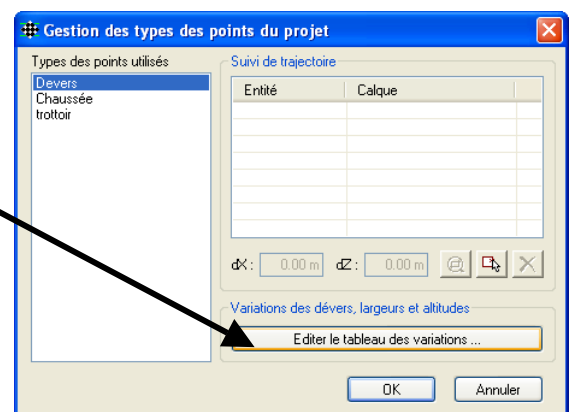 Gestion des types des points du projet
Types des points utilisés
Devers
Chaussée
trottoir
Suivi de trajectoire
Entité Calque
dX : 0.00 m dZ : 0.00 m
Variations des dévers, largeurs et altitudes
Editer le tableau des variations ...
OK Annuler